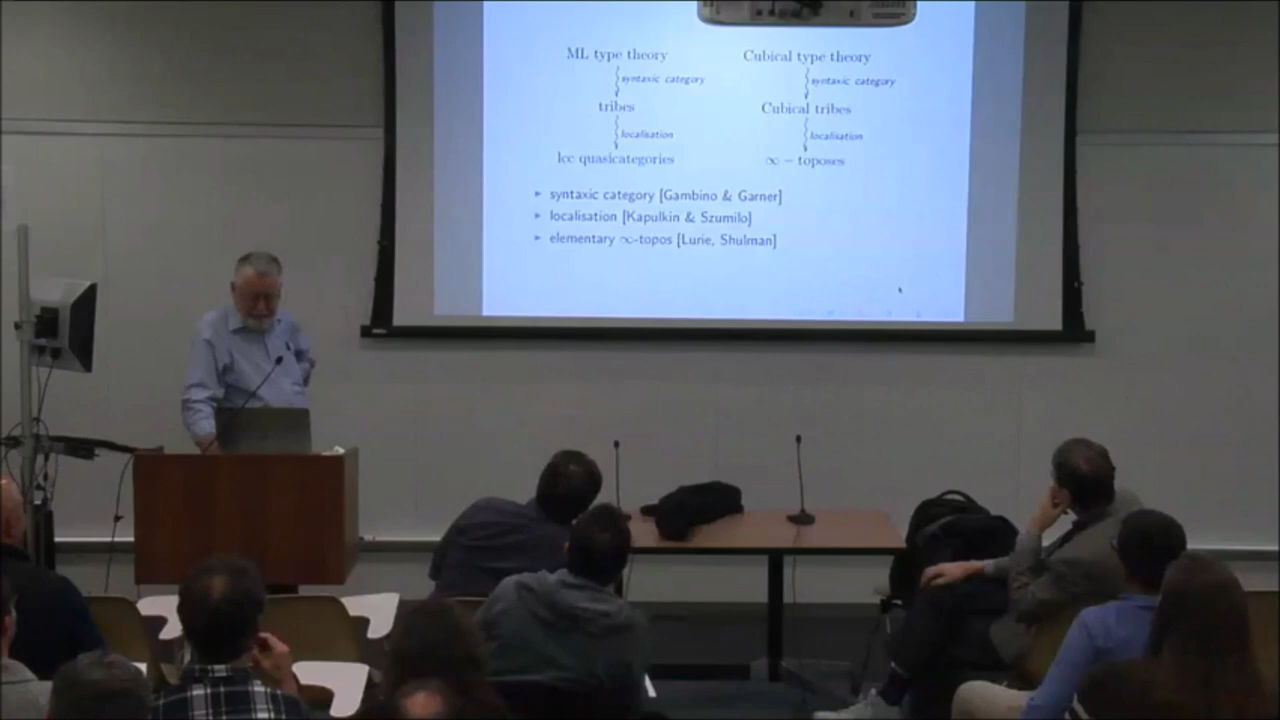 ML type theory Cubical type theory
syntaxic category syntaxic category
tribes Cubical tribes
localisation localisation
lcc quasicategories ∞ − toposes
▶ syntaxic category [Gambino & Garner]
▶ localisation [Kapulkin & Szumilo]
▶ elementary ∞-topos [Lurie, Shulman]